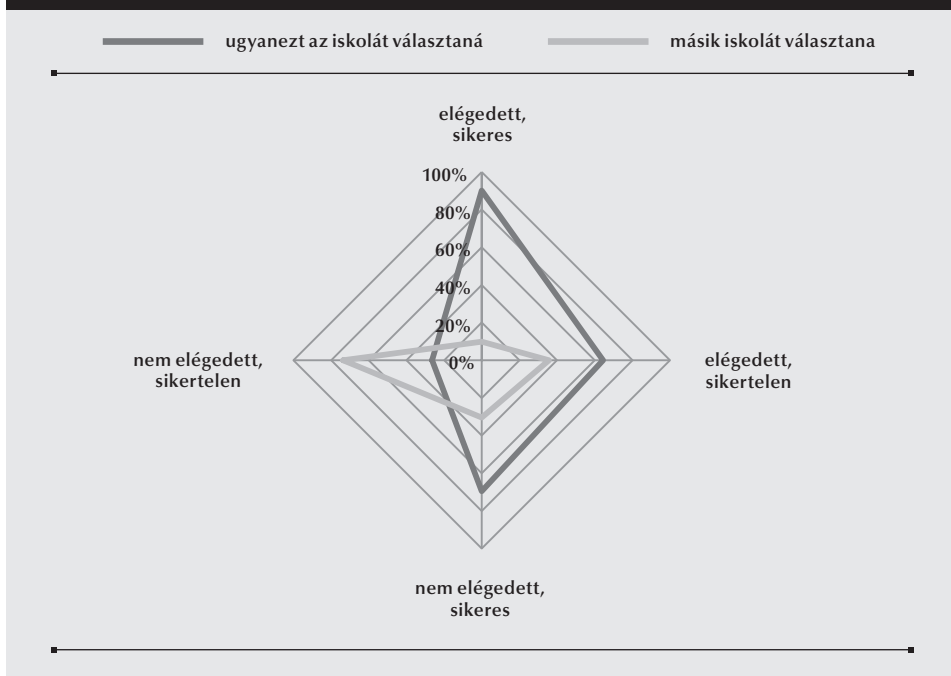 ugyanezt az iskolát választaná
másik iskolát választana
elégedett,
sikeres
100%
80%
60%
40%
20%
0%
nem elégedett,
sikertelen
elégedett,
sikertelen
nem elégedett,
sikeres